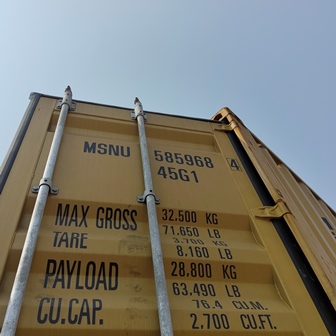 MSNU 585968 4
45G1
MAX GROSS 32.500 KG
71.650 LB
TARE 3.700 KG
8.160 LB
PAYLOAD 28.800 KG
63.490 LB
CU.CAP. 76.4 CU.M.
2.700 CU.FT.